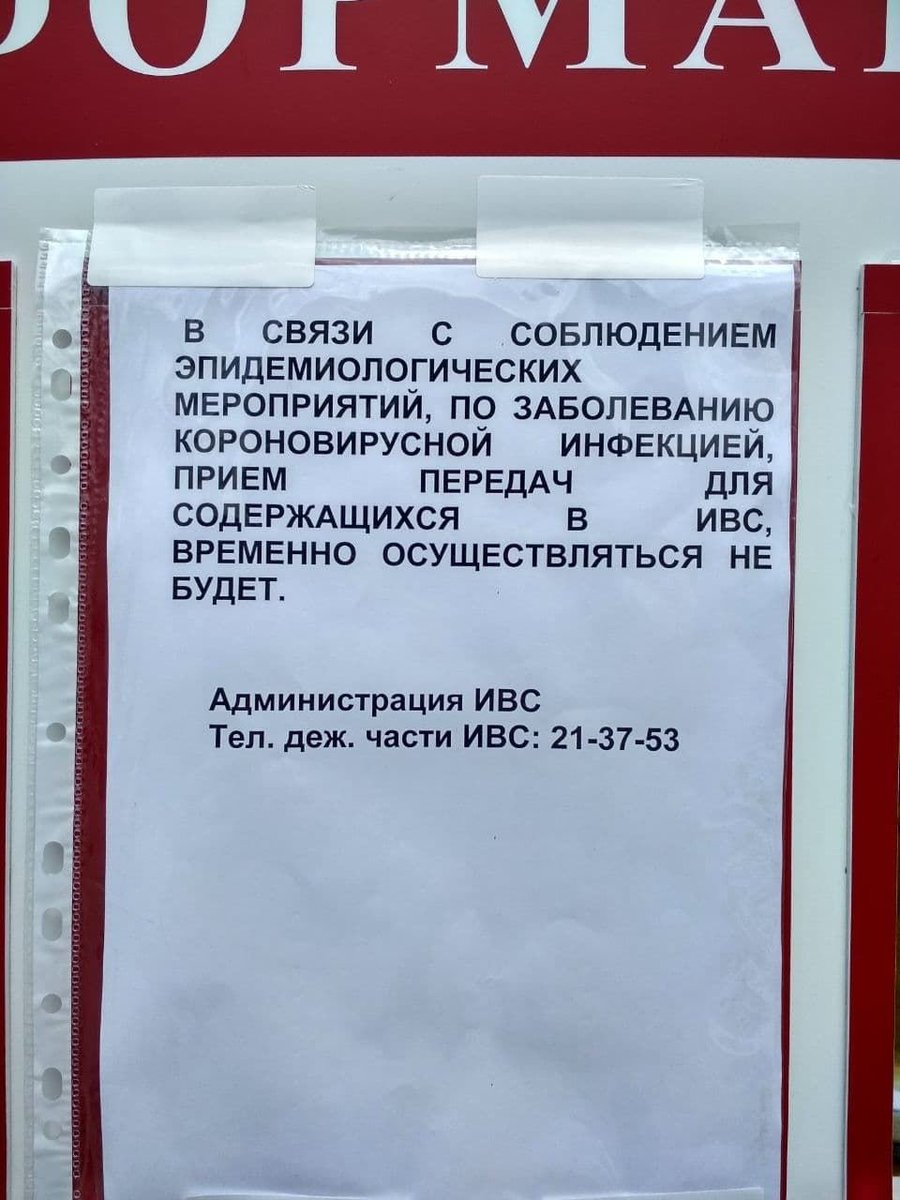 ОРМА
В СВЯЗИ С СОБЛЮДЕНИЕМ
ЭПИДЕМИОЛОГИЧЕСКИХ
МЕРОПРИЯТИЙ, ПО ЗАБОЛЕВАНИЮ
КОРОНОВИРУСНОЙ ИНФЕКЦИЕЙ,
ПРИЕМ ПЕРЕДАЧ ДЛЯ
СОДЕРЖАЩИХСЯ В ИВС,
ВРЕМЕННО ОСУЩЕСТВЛЯТЬСЯ НЕ
БУДЕТ.
Администрация ИВС
Тел. деж. части ИВС: 21-37-53